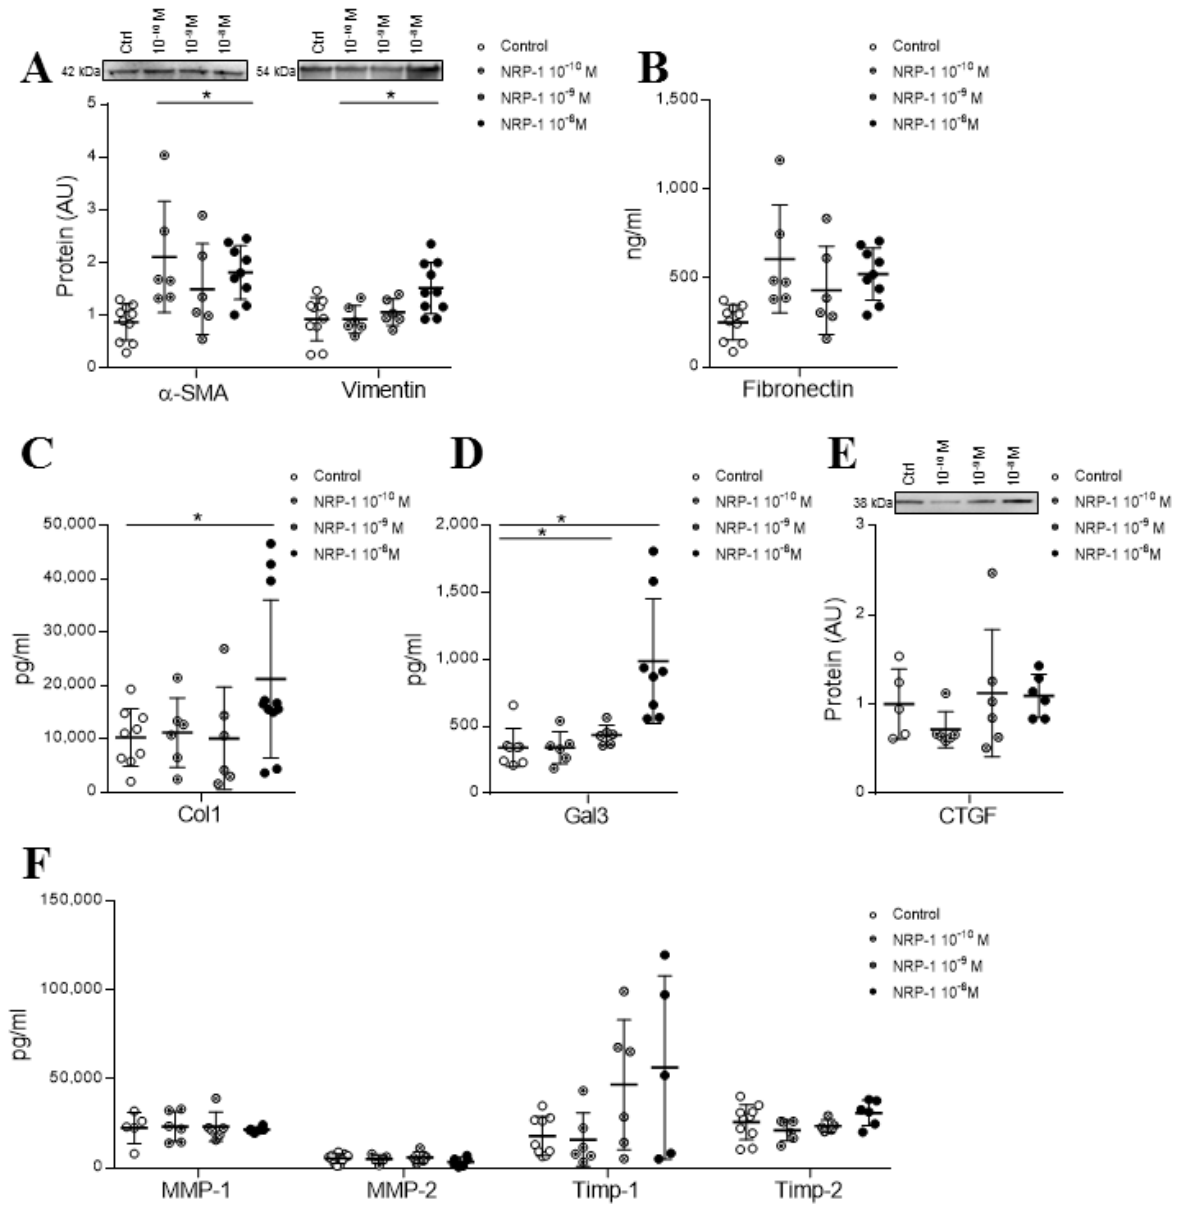 A
Ctrl
10⁻¹⁰ M
10⁻⁹ M
10⁻⁸ M
42 kDa
Ctrl
10⁻¹⁰ M
10⁻⁹ M
10⁻⁸ M
54 kDa
Control
NRP-1 10⁻¹⁰ M
NRP-1 10⁻⁹ M
NRP-1 10⁻⁸M
*
*
Protein (AU)
5
4
3
2
1
0
α-SMA
Vimentin
B
Control
NRP-1 10⁻¹⁰ M
NRP-1 10⁻⁹ M
NRP-1 10⁻⁸M
ng/ml
1,500
1,000
500
0
Fibronectin
C
Control
NRP-1 10⁻¹⁰ M
NRP-1 10⁻⁹ M
NRP-1 10⁻⁸M
*
pg/ml
50,000
40,000
30,000
20,000
10,000
0
Col1
D
Control
NRP-1 10⁻¹⁰ M
NRP-1 10⁻⁹ M
NRP-1 10⁻⁸M
*
*
pg/ml
2,000
1,500
1,000
500
0
Gal3
E
Ctrl
10⁻¹⁰ M
10⁻⁹ M
10⁻⁸ M
38 kDa
Control
NRP-1 10⁻¹⁰ M
NRP-1 10⁻⁹ M
NRP-1 10⁻⁸M
Protein (AU)
3
2
1
0
CTGF
F
Control
NRP-1 10⁻¹⁰ M
NRP-1 10⁻⁹ M
NRP-1 10⁻⁸M
pg/ml
150,000
100,000
50,000
0
MMP-1
MMP-2
Timp-1
Timp-2